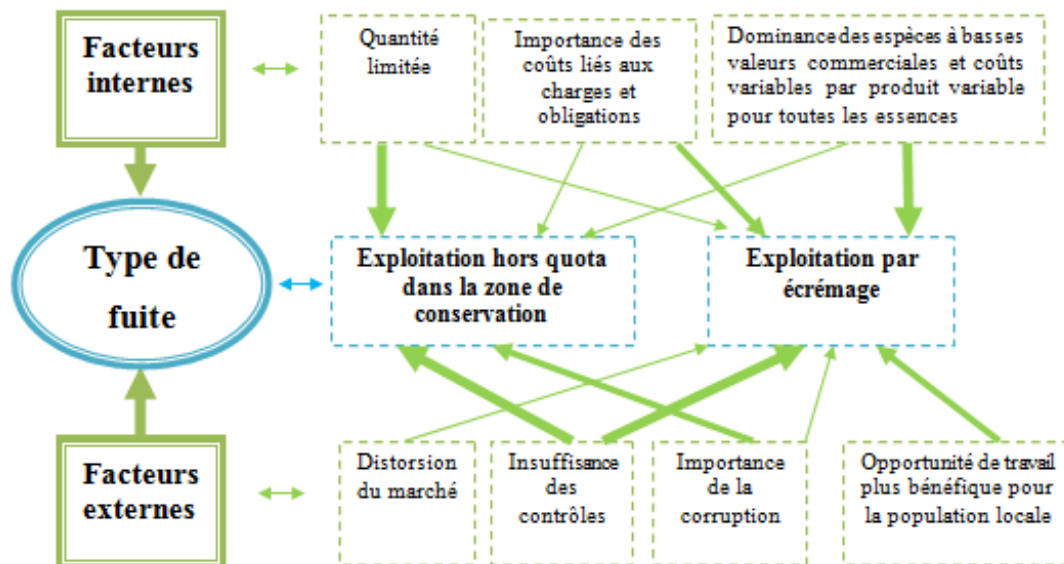 Facteurs
internes
Quantité
limitée
Importance des
coûts liés aux
charges et
obligations
Dominance des espèces à basses
valeurs commerciales et coûts
variables par produit variable
pour toutes les essences
Type de
fuite
Exploitation hors quota
dans la zone de
conservation
Exploitation par
écrémage
Facteurs
externes
Distorsion
du marché
Insuffisance
des
contrôles
Importance
de la
corruption
Opportunité de travail
plus bénéfique pour
la population locale